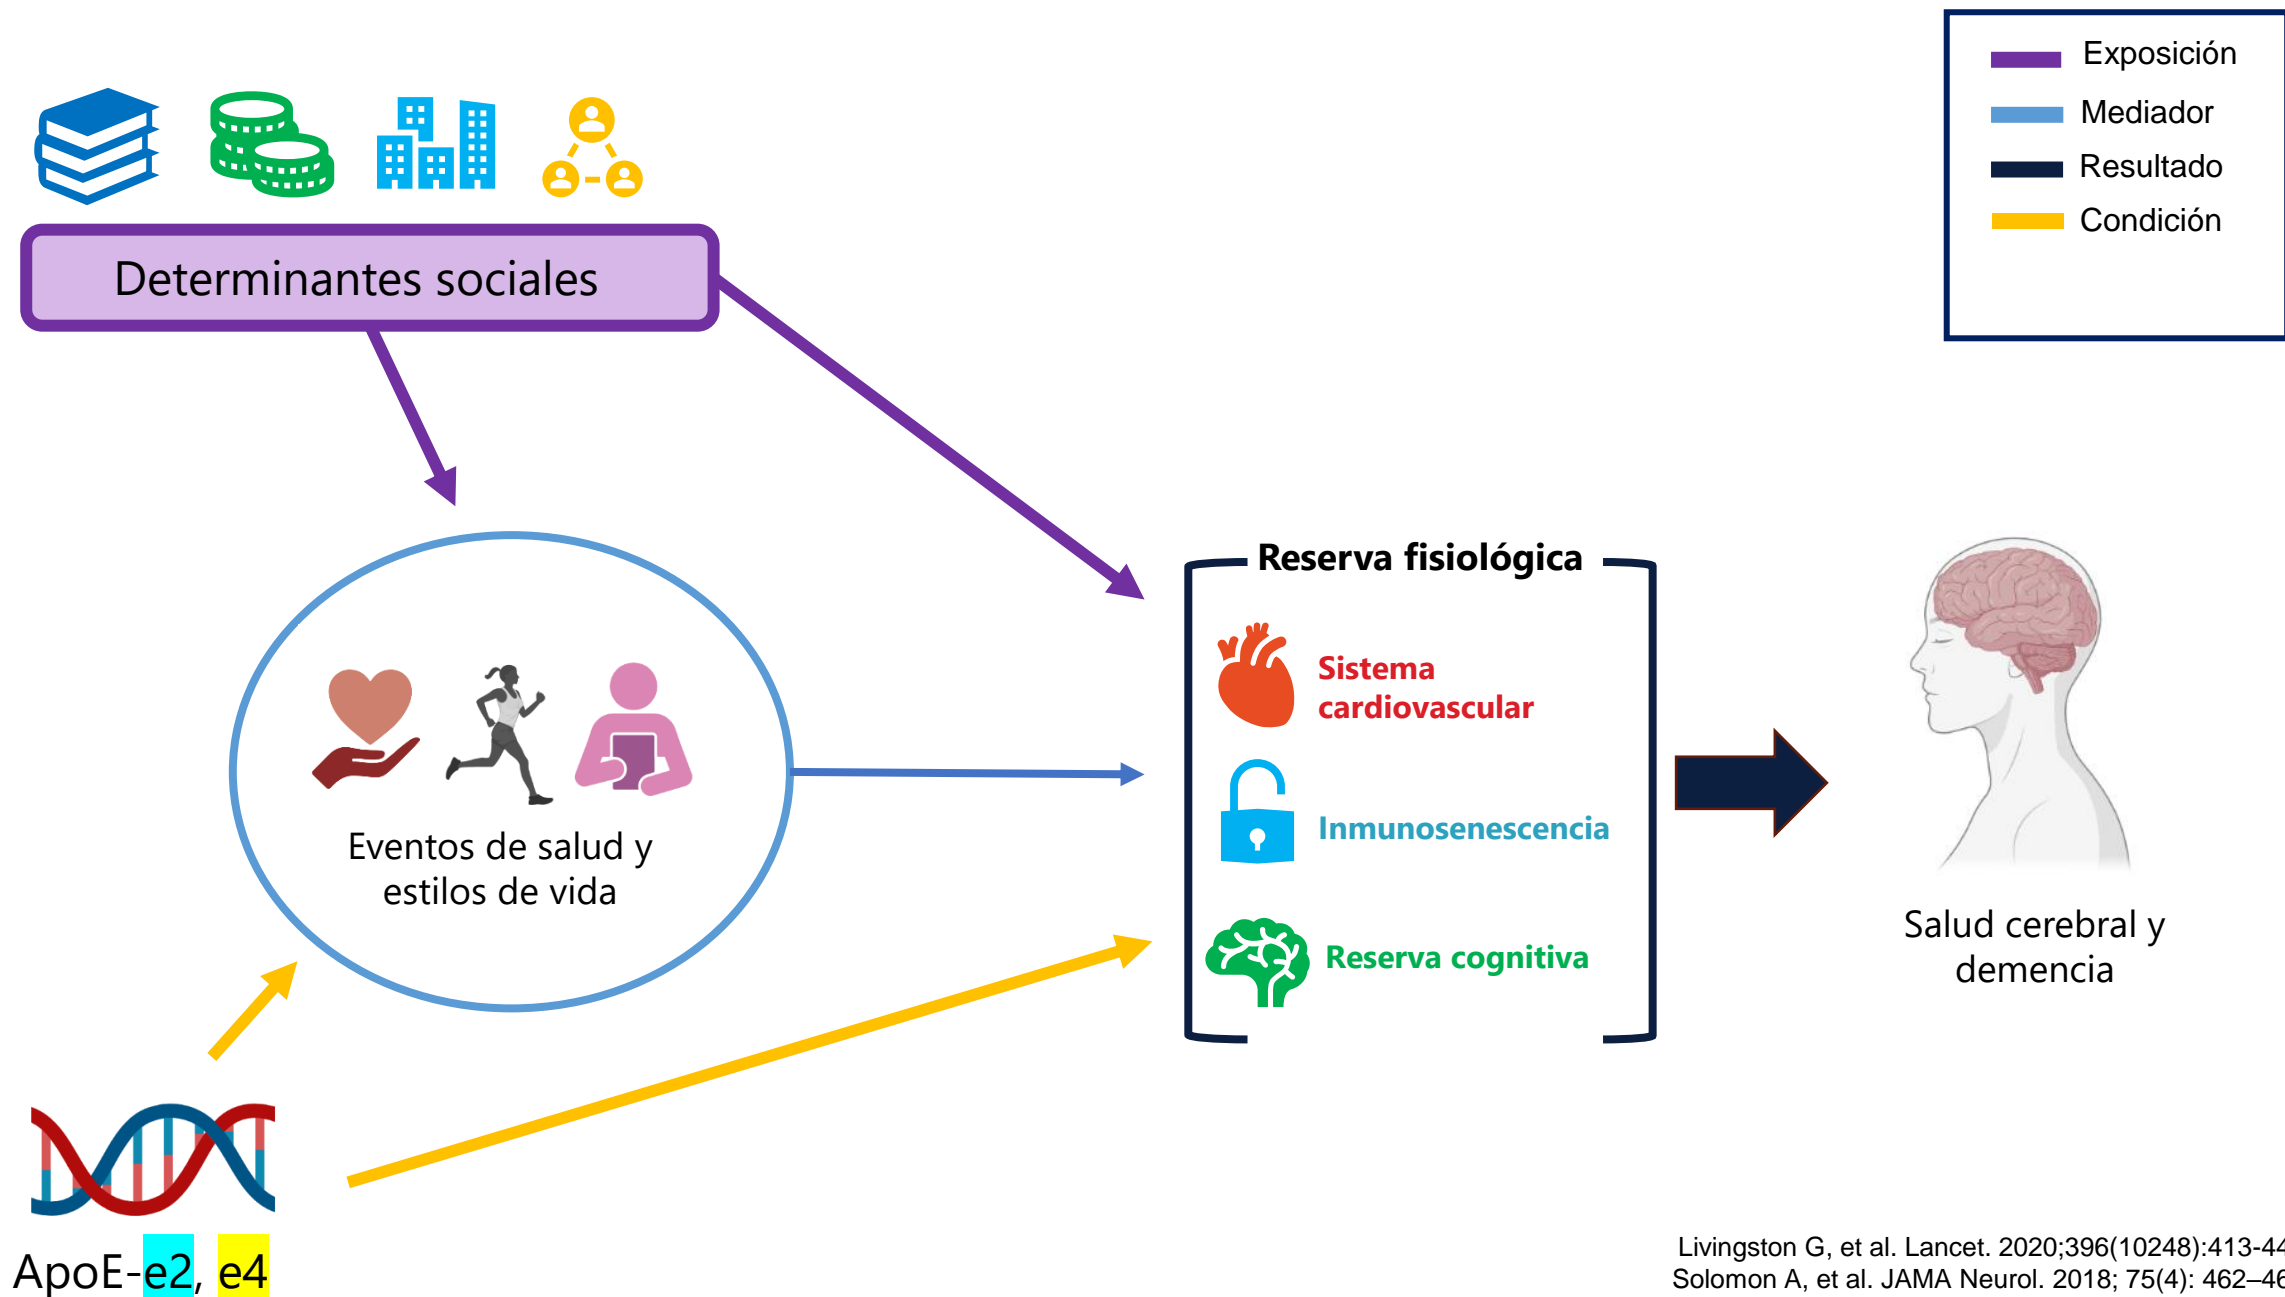 Exposición
Mediador
Resultado
Condición
Determinantes sociales
Reserva fisiológica
Sistema
cardiovascular
Inmunosenescencia
Reserva cognitiva
Eventos de salud y
estilos de vida
Salud cerebral y
demencia
ApoE-e2, e4
Livingston G, et al. Lancet. 2020;396(10248):413-44
Solomon A, et al. JAMA Neurol. 2018; 75(4): 462–46